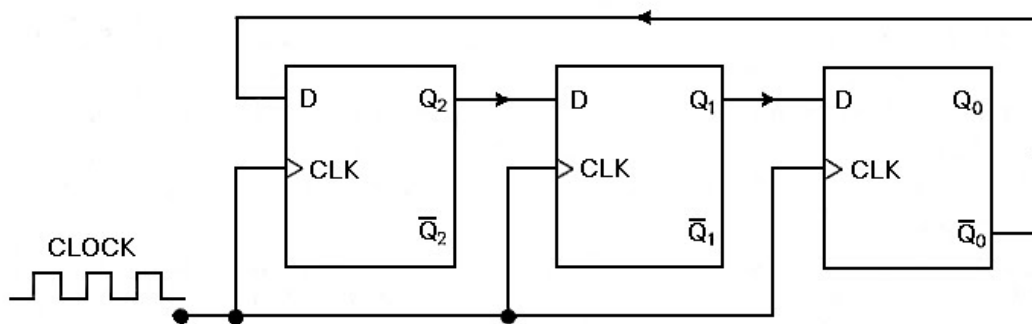 D Q₂ D Q₁ D Q₀
CLK CLK CLK
Q̅₂ Q̅₁ Q̅₀
CLOCK